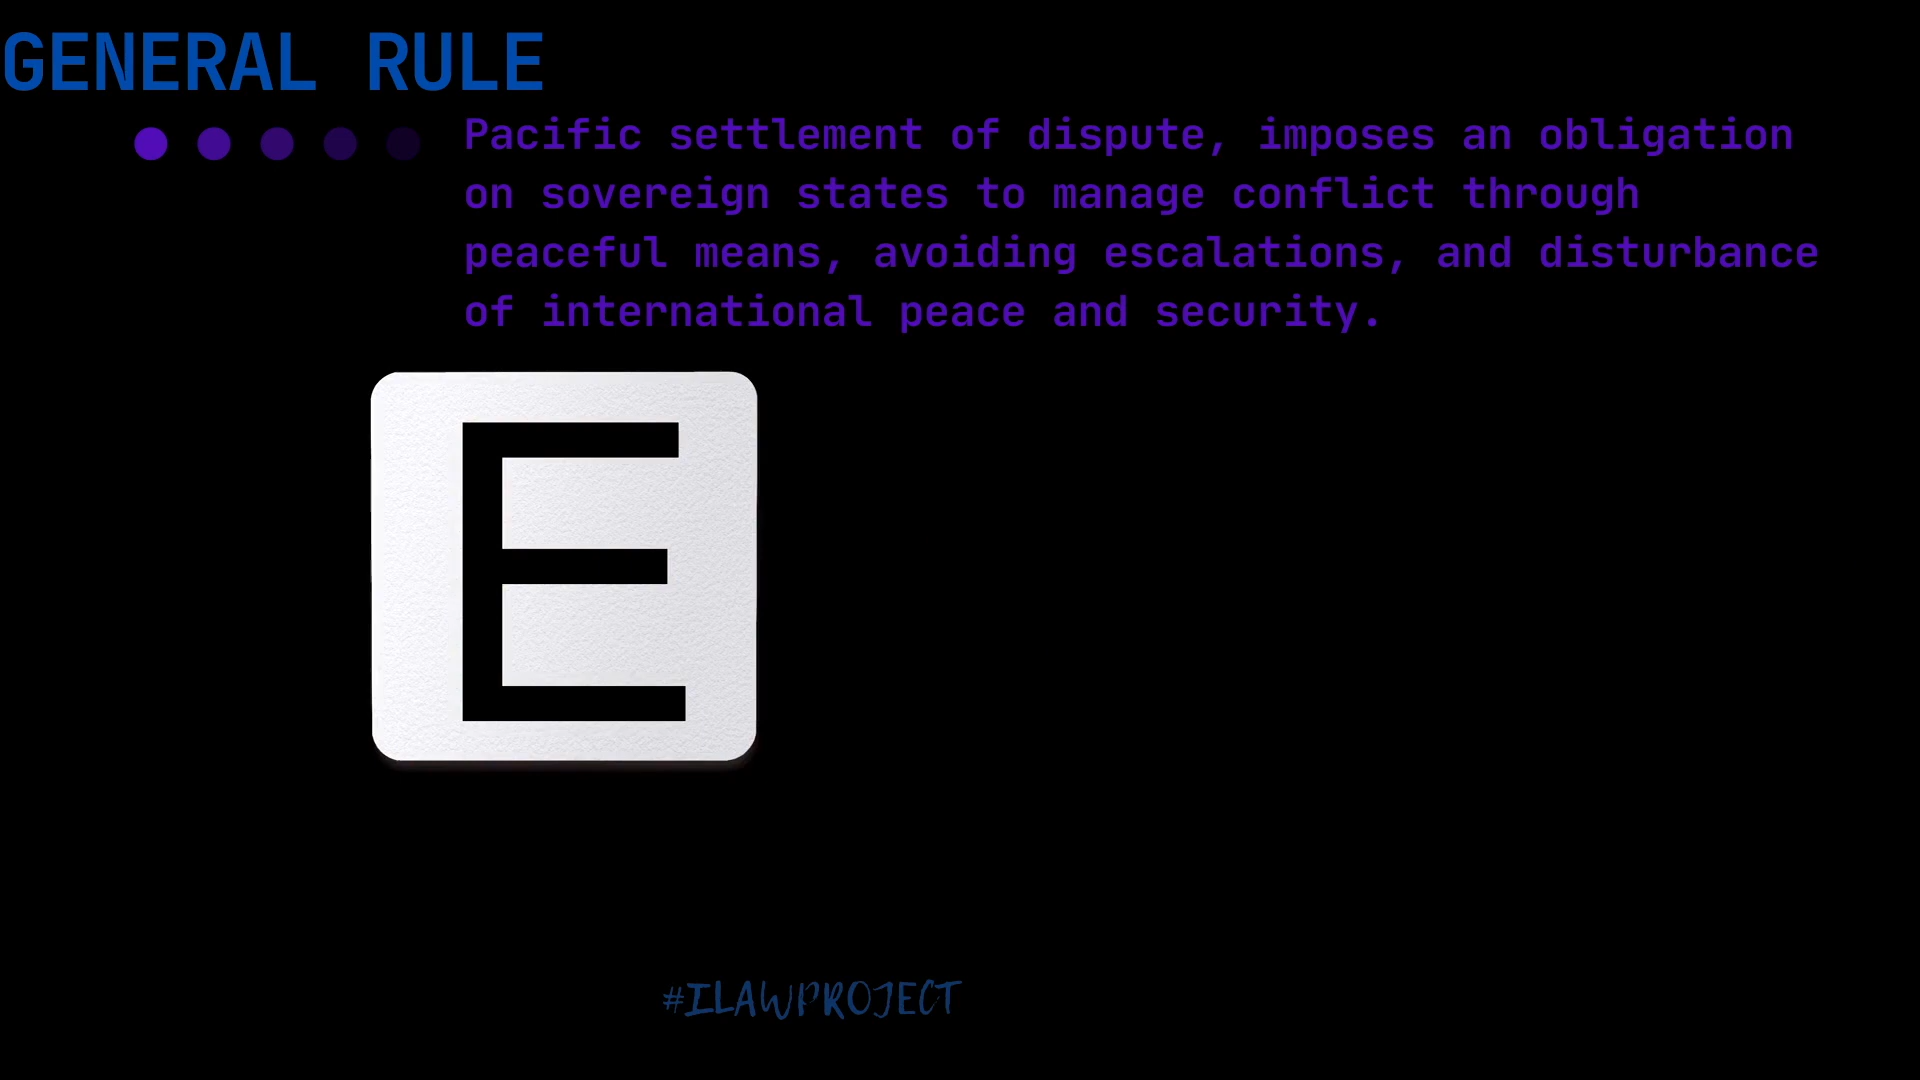 GENERAL RULE
Pacific settlement of dispute, imposes an obligation
on sovereign states to manage conflict through
peaceful means, avoiding escalations, and disturbance
of international peace and security.
E
#ILAWPROJECT